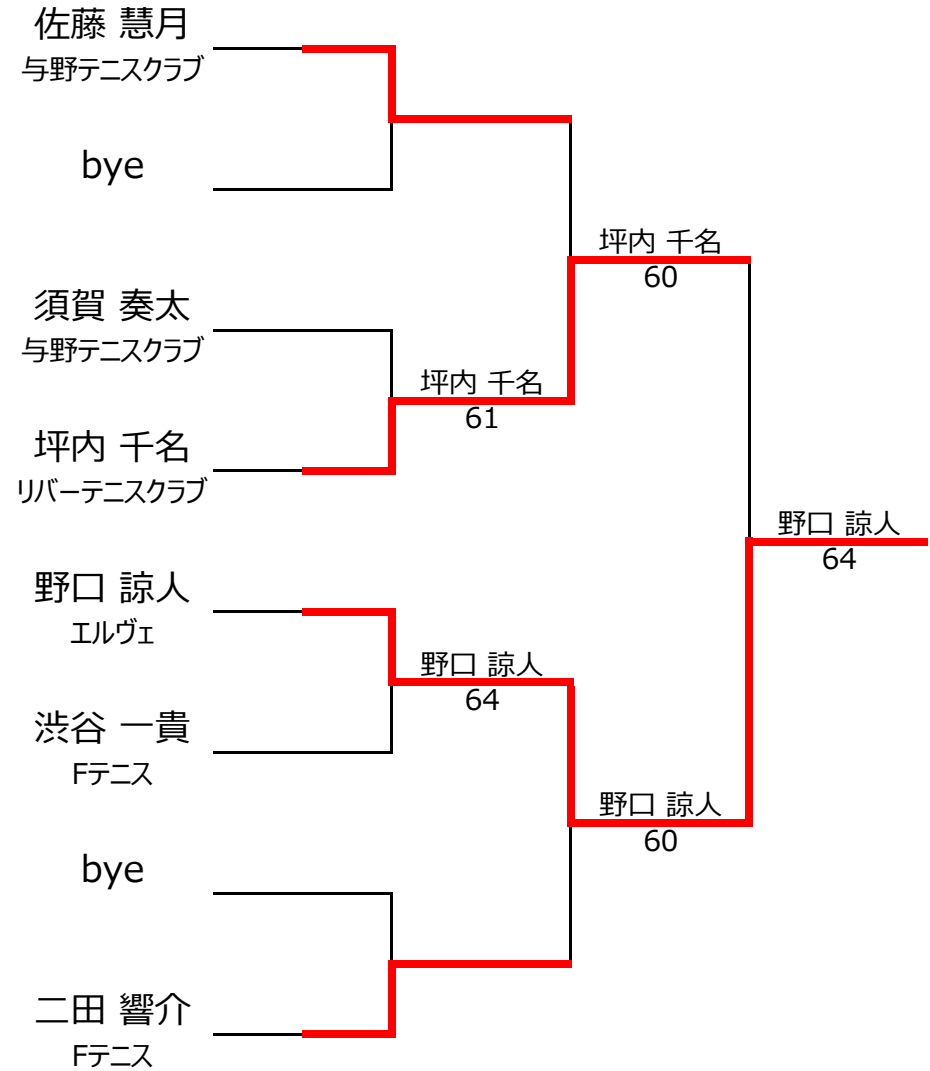 佐藤 慧月
与野テニスクラブ
bye
坪内 千名
60
須賀 奏太
与野テニスクラブ
坪内 千名
61
坪内 千名
リバーテニスクラブ
野口 諒人
64
野口 諒人
エルヴェ
野口 諒人
64
渋谷 一貴
Fテニス
野口 諒人
60
bye
二田 響介
Fテニス